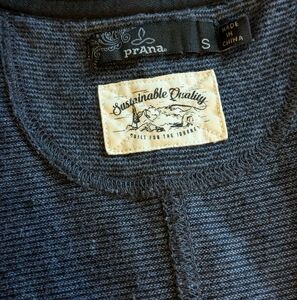 prAna
S
MADE IN CHINA
Sustainable Quality
BUILT FOR THE JOURNEY